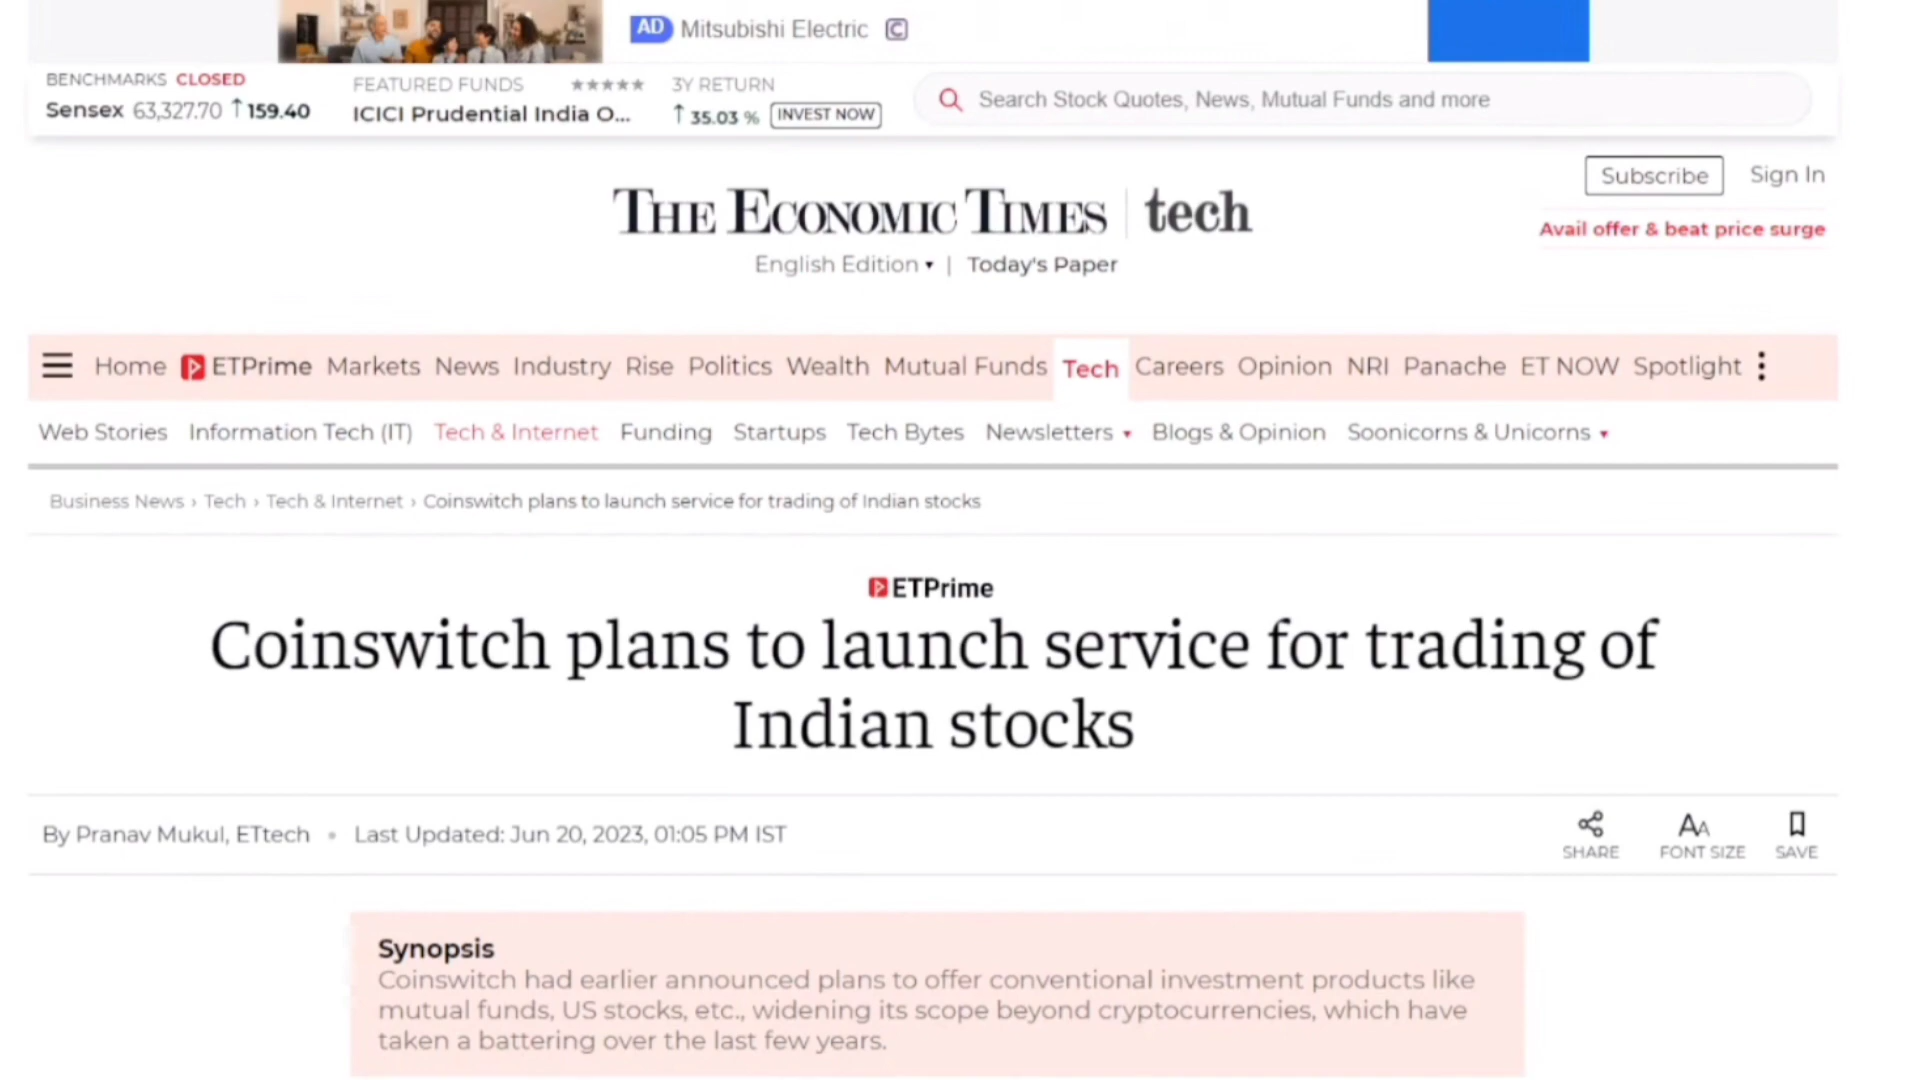 AD Mitsubishi Electric
BENCHMARKS CLOSED
Sensex 63,327.70 ↑159.40
FEATURED FUNDS ★★★★★
ICICI Prudential India O...
3Y RETURN
↑ 35.03 % INVEST NOW
Search Stock Quotes, News, Mutual Funds and more
Subscribe Sign In
THE ECONOMIC TIMES | tech
Avail offer & beat price surge
English Edition ▾ | Today's Paper
Home ETPrime Markets News Industry Rise Politics Wealth Mutual Funds Tech Careers Opinion NRI Panache ET NOW Spotlight
Web Stories Information Tech (IT) Tech & Internet Funding Startups Tech Bytes Newsletters ▾ Blogs & Opinion Soonicorns & Unicorns ▾
Business News › Tech › Tech & Internet › Coinswitch plans to launch service for trading of Indian stocks
ETPrime
Coinswitch plans to launch service for trading of
Indian stocks
By Pranav Mukul, ETtech • Last Updated: Jun 20, 2023, 01:05 PM IST
SHARE AA FONT SIZE SAVE
Synopsis
Coinswitch had earlier announced plans to offer conventional investment products like
mutual funds, US stocks, etc., widening its scope beyond cryptocurrencies, which have
taken a battering over the last few years.